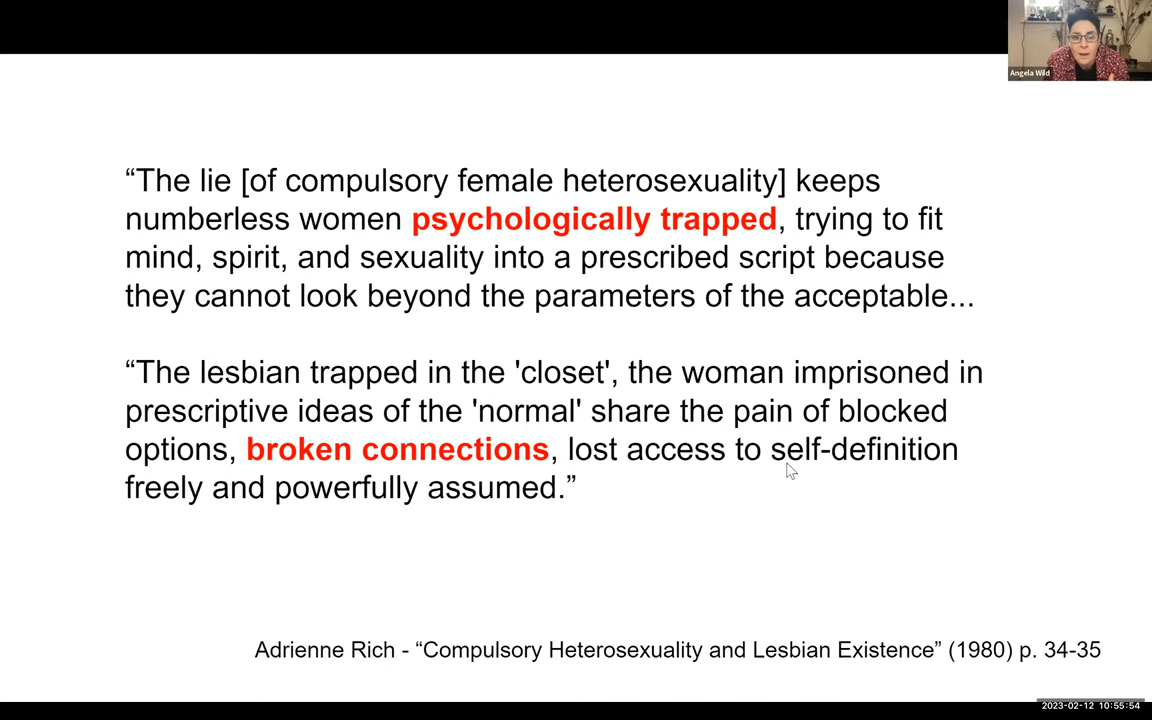 Angela Wild
“The lie [of compulsory female heterosexuality] keeps
numberless women psychologically trapped, trying to fit
mind, spirit, and sexuality into a prescribed script because
they cannot look beyond the parameters of the acceptable...
“The lesbian trapped in the 'closet', the woman imprisoned in
prescriptive ideas of the 'normal' share the pain of blocked
options, broken connections, lost access to self-definition
freely and powerfully assumed.”
Adrienne Rich - “Compulsory Heterosexuality and Lesbian Existence” (1980) p. 34-35
2023-02-12 10:55:54